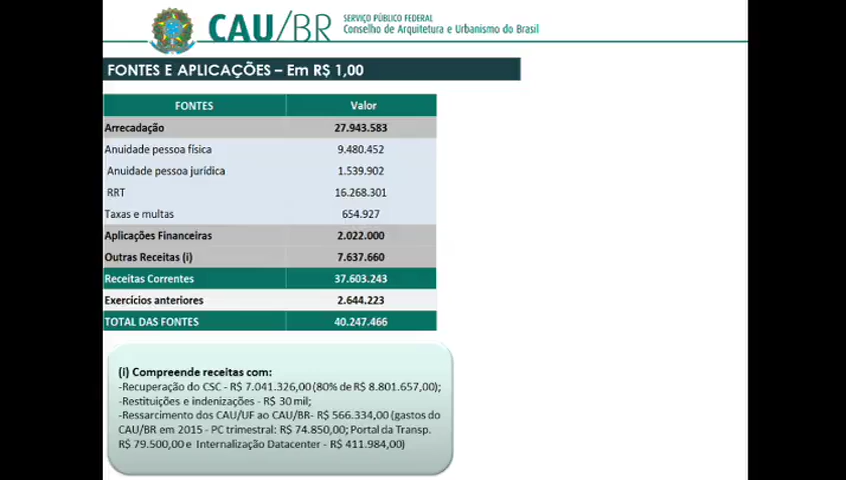 CAU/BR
SERVIÇO PÚBLICO FEDERAL
Conselho de Arquitetura e Urbanismo do Brasil
FONTES E APLICAÇÕES – Em R$ 1,00
FONTES Valor
Arrecadação 27.943.583
Anuidade pessoa física 9.480.452
Anuidade pessoa jurídica 1.539.902
RRT 16.268.301
Taxas e multas 654.927
Aplicações Financeiras 2.022.000
Outras Receitas (i) 7.637.660
Receitas Correntes 37.603.243
Exercícios anteriores 2.644.223
TOTAL DAS FONTES 40.247.466
(i) Compreende receitas com:
-Recuperação do CSC - R$ 7.041.326,00 (80% de R$ 8.801.657,00);
-Restituições e indenizações - R$ 30 mil;
-Ressarcimento dos CAU/UF ao CAU/BR- R$ 566.334,00 (gastos do
CAU/BR em 2015 - PC trimestral: R$ 74.850,00; Portal da Transp.
R$ 79.500,00 e Internalização Datacenter - R$ 411.984,00)